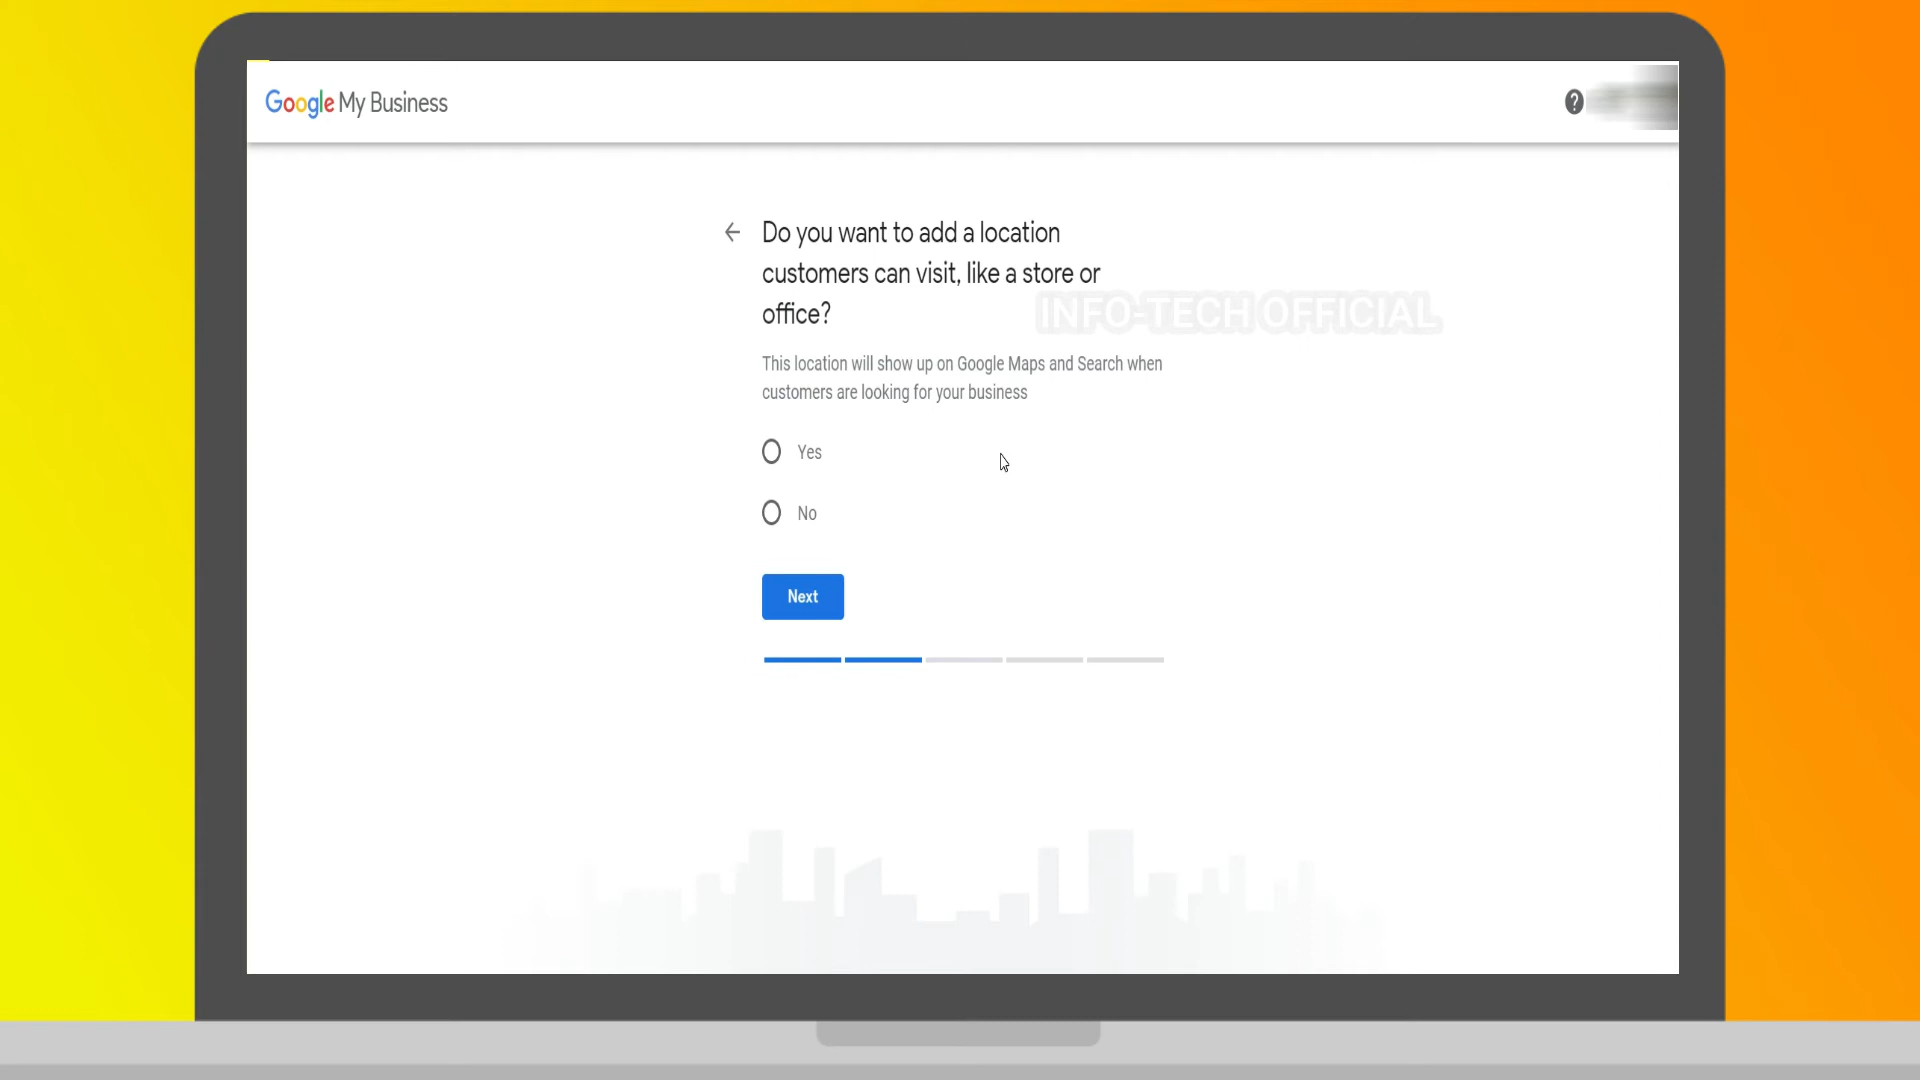 Google My Business
?
Do you want to add a location
customers can visit, like a store or
office?
INFO-TECH OFFICIAL
This location will show up on Google Maps and Search when
customers are looking for your business
Yes
No
Next